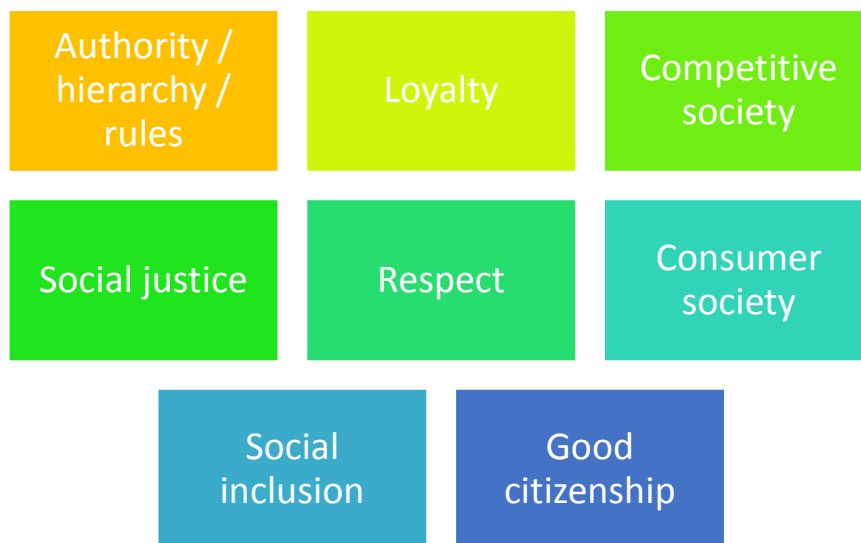 Authority /
hierarchy /
rules
Loyalty
Competitive
society
Social justice
Respect
Consumer
society
Social
inclusion
Good
citizenship